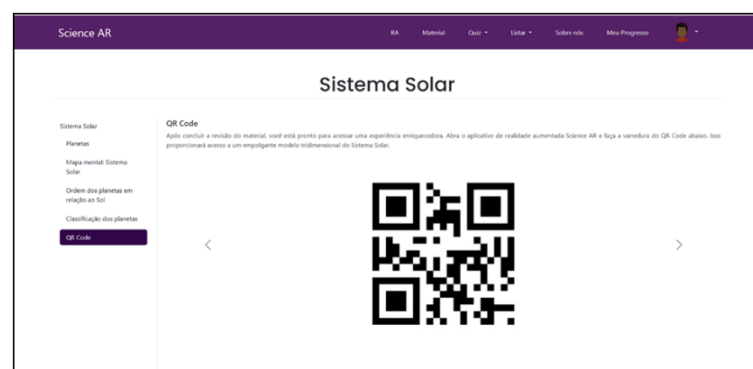 Science AR
RA Material Quiz Listar Sobre nós Meu Progresso
Sistema Solar
Sistema Solar
Planetas
Mapa mental: Sistema
Solar
Ordem dos planetas em
relação ao Sol
Classificação dos planetas
QR Code
QR Code
Após concluir a revisão do material, você está pronto para acessar uma experiência enriquecedora. Abra o aplicativo de realidade aumentada Science AR e faça a varredura do QR Code abaixo. Isso
proporcionará acesso a um empolgante modelo tridimensional do Sistema Solar.